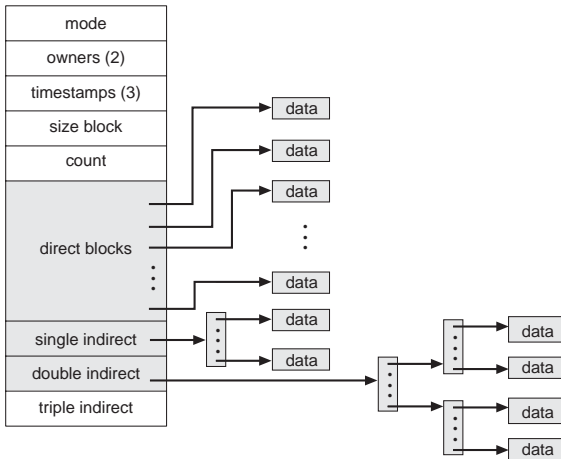 mode
owners (2)
timestamps (3)
size block
count
direct blocks
single indirect
double indirect
triple indirect
data
data
data
data
data
data
data
data
data
data